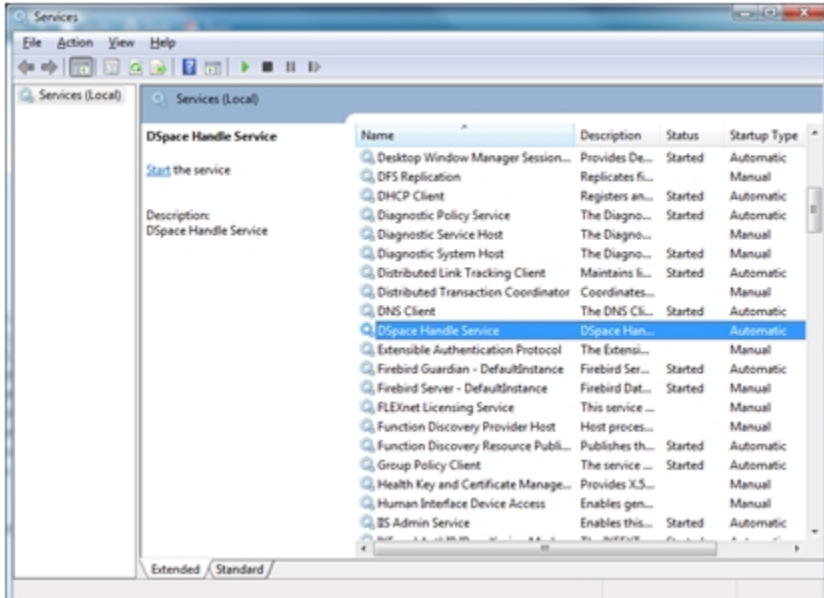 Services
File Action View Help
Services (Local)
Services (Local)
DSpace Handle Service
Start the service
Description:
DSpace Handle Service
Name Description Status Startup Type
Desktop Window Manager Session... Provides De... Started Automatic
DFS Replication Replicates fi... Manual
DHCP Client Registers an... Started Automatic
Diagnostic Policy Service The Diagno... Started Automatic
Diagnostic Service Host The Diagno... Manual
Diagnostic System Host The Diagno... Started Manual
Distributed Link Tracking Client Maintains li... Started Automatic
Distributed Transaction Coordinator Coordinates... Manual
DNS Client The DNS Cli... Started Automatic
DSpace Handle Service DSpace Han... Automatic
Extensible Authentication Protocol The Extensi... Manual
Firebird Guardian - DefaultInstance Firebird Ser... Started Automatic
Firebird Server - DefaultInstance Firebird Dat... Started Manual
FLEXnet Licensing Service This service ... Manual
Function Discovery Provider Host Host proces... Manual
Function Discovery Resource Publi... Publishes th... Started Automatic
Group Policy Client The service ... Started Automatic
Health Key and Certificate Manage... Provides X.5... Manual
Human Interface Device Access Enables gen... Manual
IIS Admin Service Enables this... Started Automatic
Extended Standard